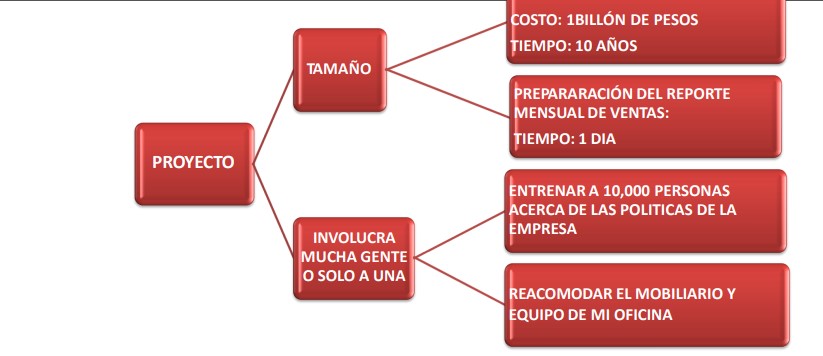 COSTO: 1BILLÓN DE PESOS
TIEMPO: 10 AÑOS
TAMAÑO
PREPARARACIÓN DEL REPORTE
MENSUAL DE VENTAS:
TIEMPO: 1 DIA
PROYECTO
ENTRENAR A 10,000 PERSONAS
ACERCA DE LAS POLITICAS DE LA
EMPRESA
INVOLUCRA
MUCHA GENTE
O SOLO A UNA
REACOMODAR EL MOBILIARIO Y
EQUIPO DE MI OFICINA